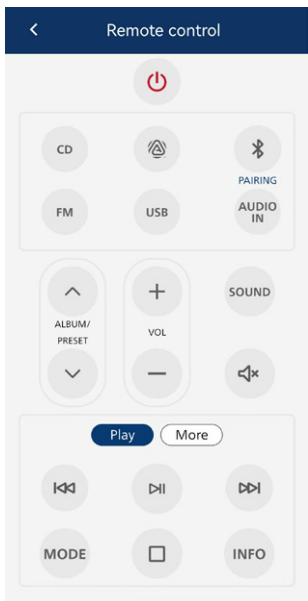 Remote control
CD
PAIRING
FM
USB
AUDIO
IN
ALBUM/
PRESET
VOL
SOUND
Play
More
MODE
INFO